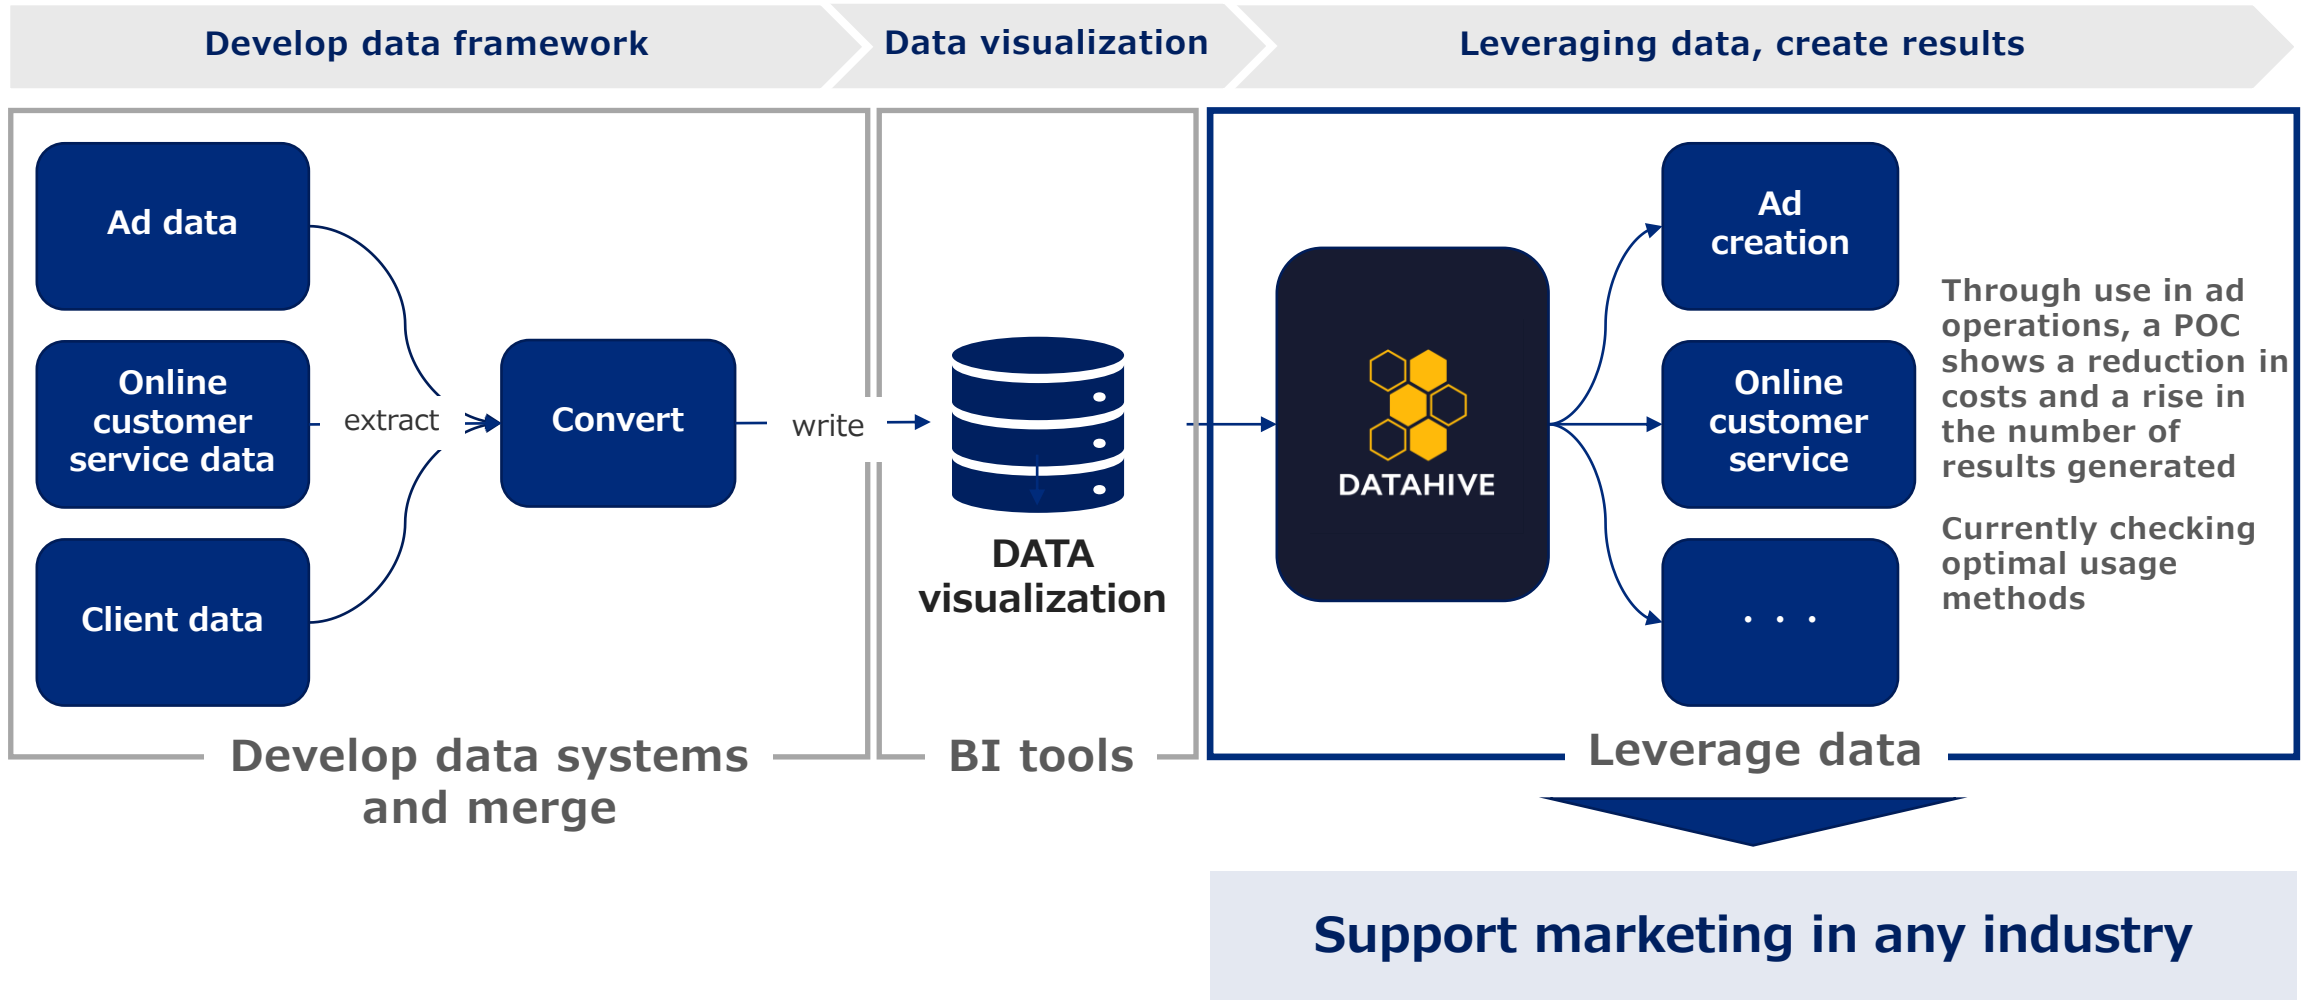 Develop data framework
Data visualization
Leveraging data, create results
Ad data
Online
customer
service data
Client data
extract
Convert
write
DATA
visualization
DATAHIVE
Ad
creation
Online
customer
service
・・・
Through use in ad
operations, a POC
shows a reduction in
costs and a rise in
the number of
results generated
Currently checking
optimal usage
methods
Develop data systems
and merge
BI tools
Leverage data
Support marketing in any industry